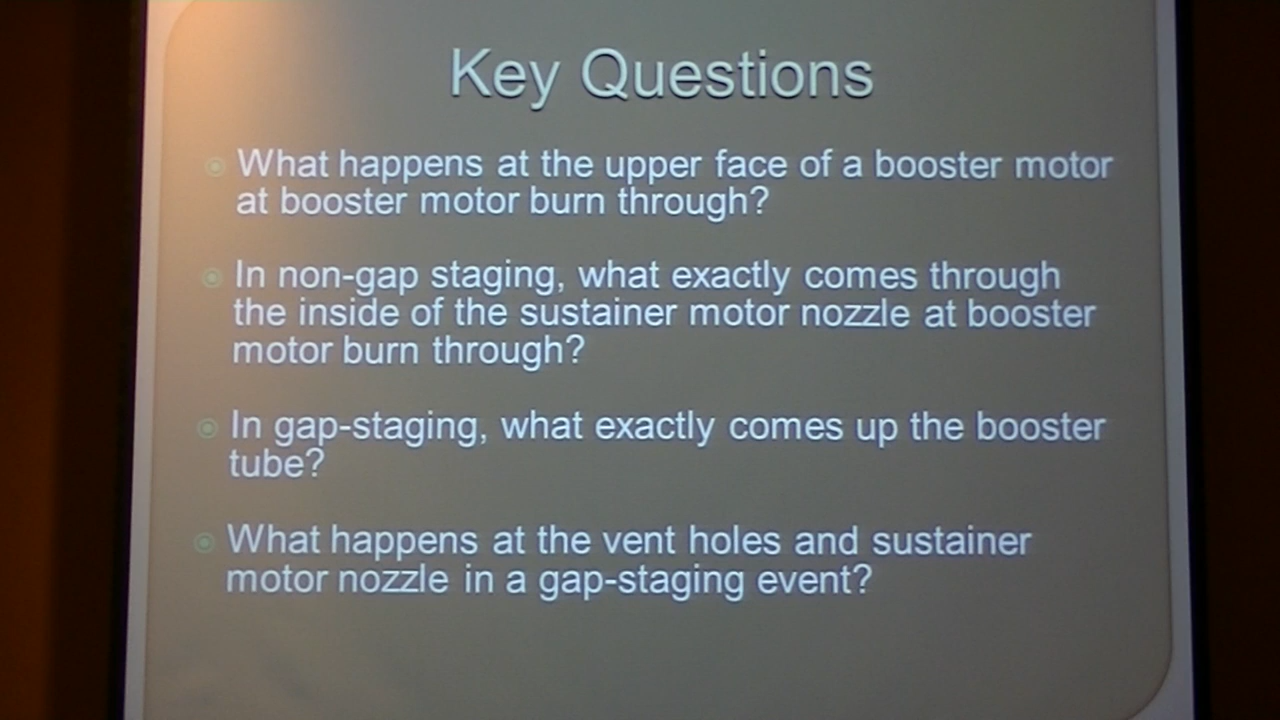 Key Questions
What happens at the upper face of a booster motor
at booster motor burn through?
In non-gap staging, what exactly comes through
the inside of the sustainer motor nozzle at booster
motor burn through?
In gap-staging, what exactly comes up the booster
tube?
What happens at the vent holes and sustainer
motor nozzle in a gap-staging event?